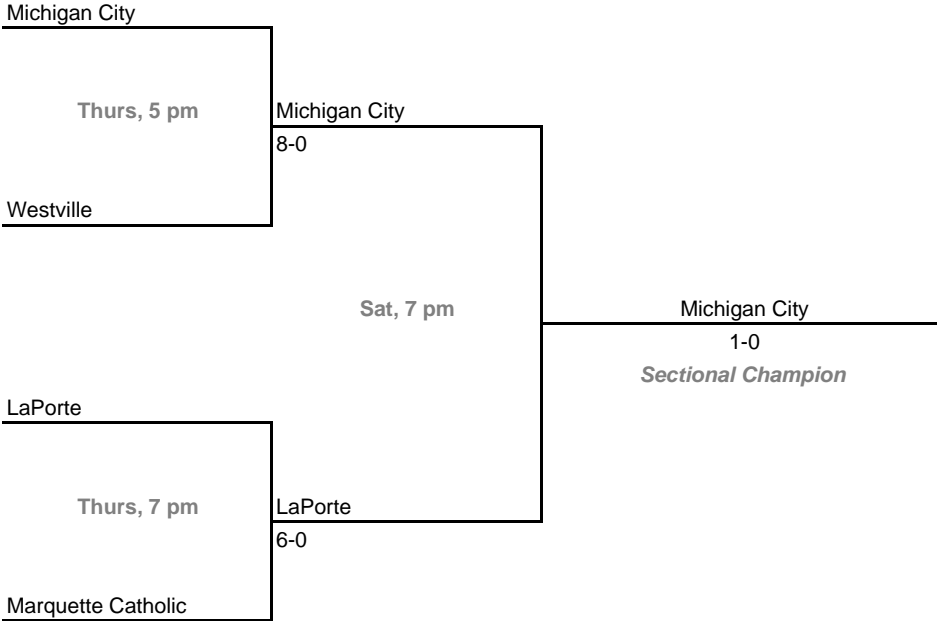 Michigan City
Thurs, 5 pm
Michigan City
8-0
Westville
Sat, 7 pm
Michigan City
1-0
Sectional Champion
LaPorte
Thurs, 7 pm
LaPorte
6-0
Marquette Catholic